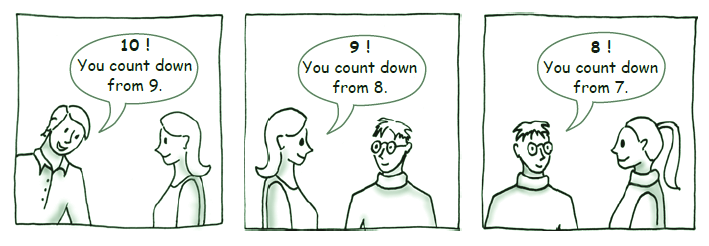 10 !
You count down
from 9.
9 !
You count down
from 8.
8 !
You count down
from 7.